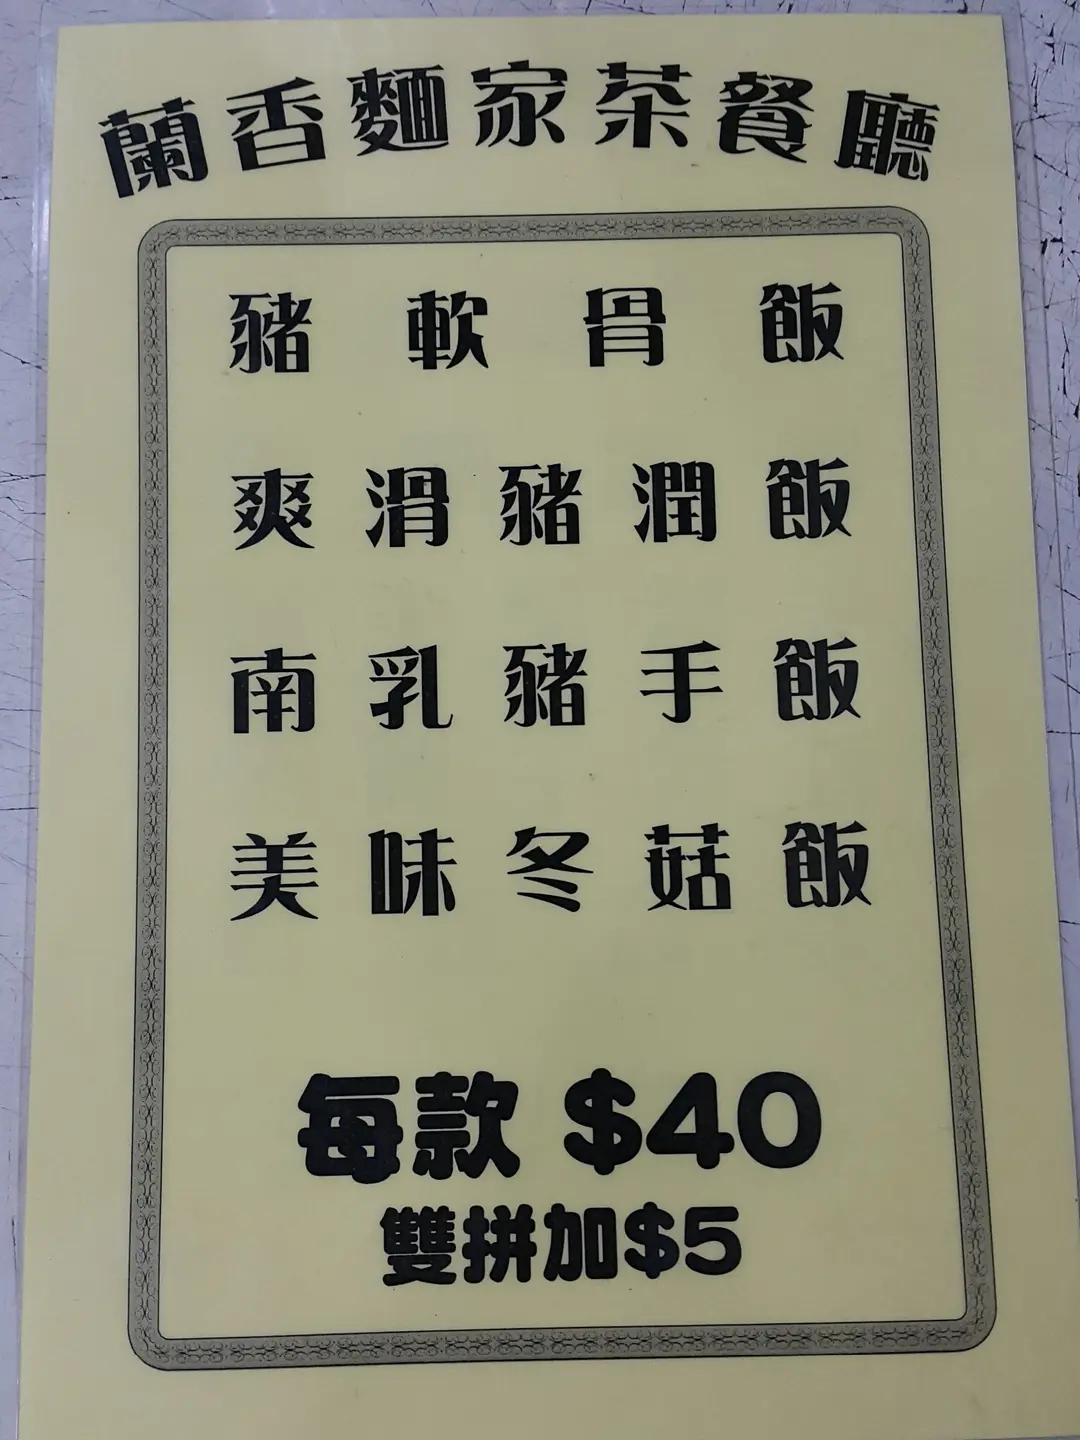 蘭香麵家茶餐廳
豬軟骨飯
爽滑豬潤飯
南乳豬手飯
美味冬菇飯
每款 $40
雙拼加$5